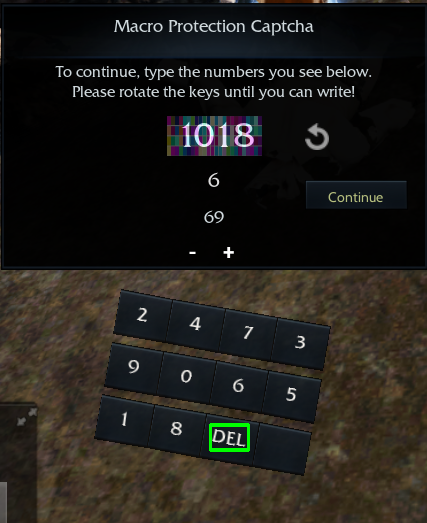 Macro Protection Captcha
To continue, type the numbers you see below.
Please rotate the keys until you can write!
1018
6
Continue
69
- +
2 4 7 3
9 0 6 5
1 8 DEL